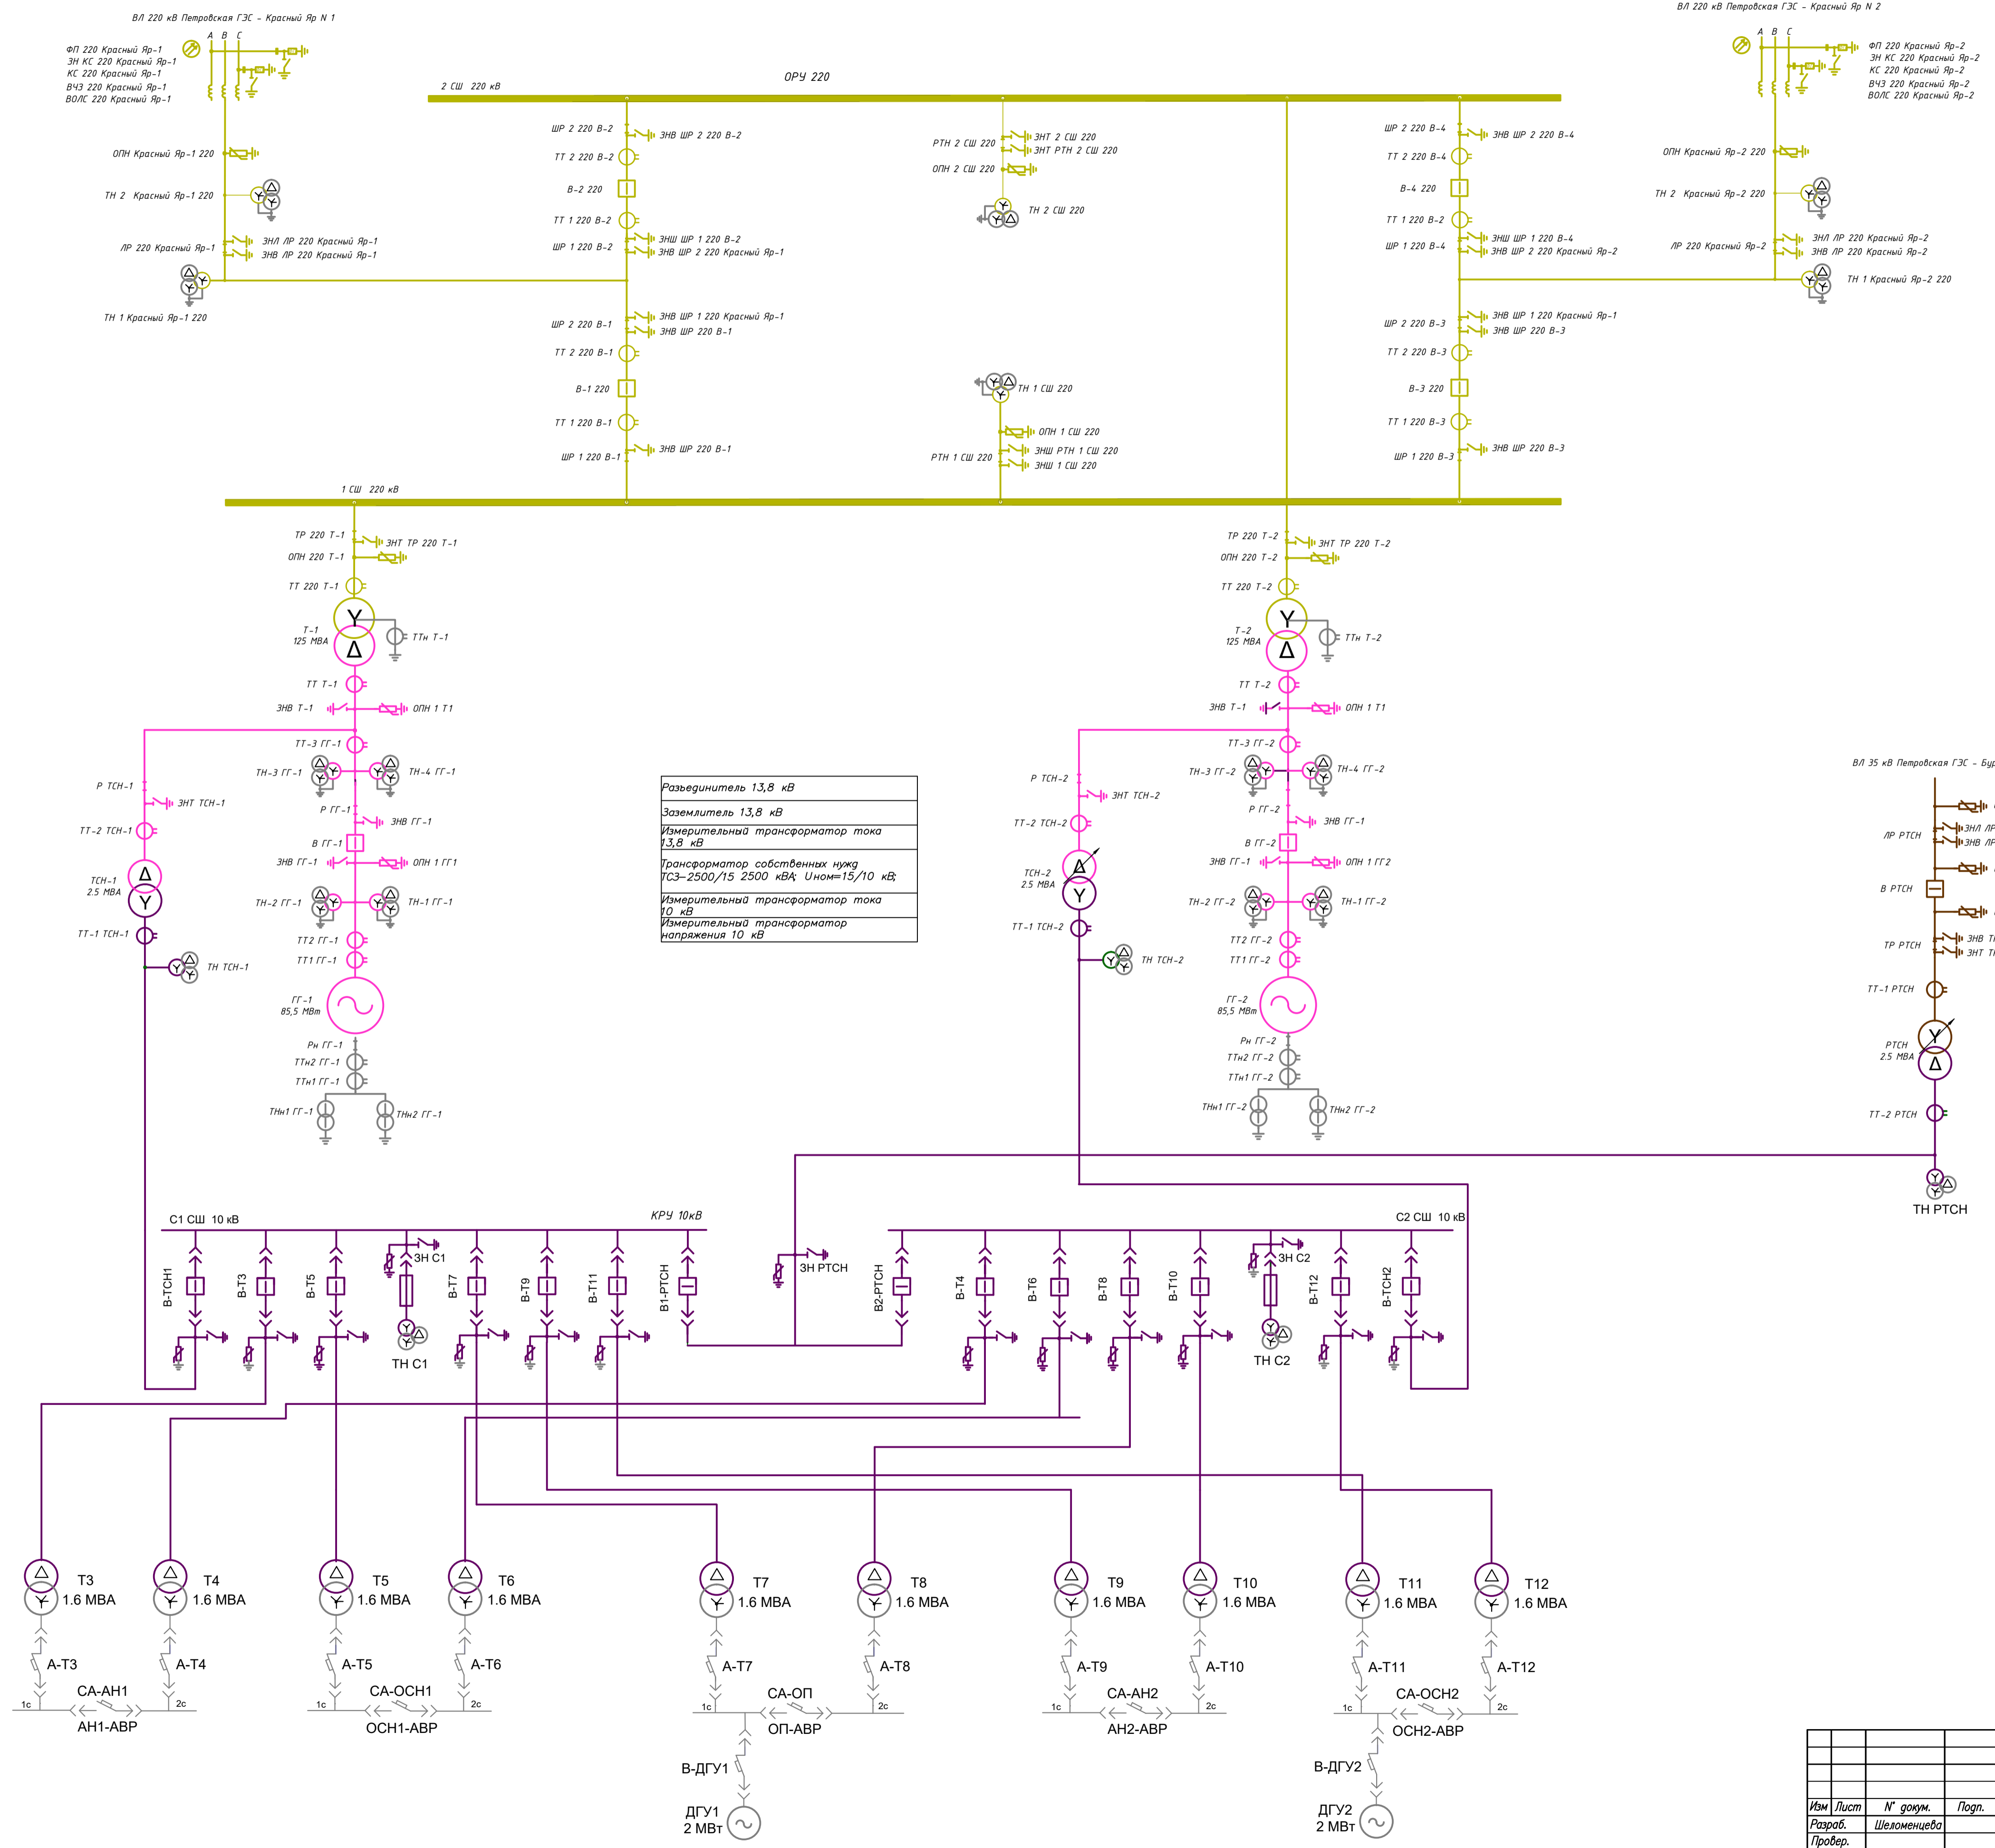 ВЛ 220 кВ Петровская ГЭС - Красный Яр N 1
ВЛ 220 кВ Петровская ГЭС - Красный Яр N 2
A B C
ФП 220 Красный Яр-1
ЗН КС 220 Красный Яр-1
КС 220 Красный Яр-1
ВЧЗ 220 Красный Яр-1
ВОЛС 220 Красный Яр-1
A B C
ФП 220 Красный Яр-2
ЗН КС 220 Красный Яр-2
КС 220 Красный Яр-2
ВЧЗ 220 Красный Яр-2
ВОЛС 220 Красный Яр-2
ОРУ 220
2 СШ 220 кВ
ОПН Красный Яр-1 220
ТН 2 Красный Яр-1 220
ЛР 220 Красный Яр-1
ЗНЛ ЛР 220 Красный Яр-1
ЗНВ ЛР 220 Красный Яр-1
ТН 1 Красный Яр-1 220
ШР 2 220 В-2
ЗНВ ШР 2 220 В-2
ТТ 2 220 В-2
В-2 220
ТТ 1 220 В-2
ЗНШ ШР 1 220 В-2
ШР 1 220 В-2
ЗНВ ШР 2 220 Красный Яр-1
ЗНВ ШР 1 220 Красный Яр-1
ШР 2 220 В-1
ЗНВ ШР 220 В-1
ТТ 2 220 В-1
В-1 220
ТТ 1 220 В-1
ЗНВ ШР 220 В-1
ШР 1 220 В-1
ЗНТ 2 СШ 220
РТН 2 СШ 220
ЗНТ РТН 2 СШ 220
ОПН 2 СШ 220
ТН 2 СШ 220
ТН 1 СШ 220
ОПН 1 СШ 220
ЗНШ РТН 1 СШ 220
РТН 1 СШ 220
ЗНШ 1 СШ 220
ШР 2 220 В-4
ЗНВ ШР 2 220 В-4
ТТ 2 220 В-4
В-4 220
ТТ 1 220 В-2
ЗНШ ШР 1 220 В-4
ШР 1 220 В-4
ЗНВ ШР 2 220 Красный Яр-2
ЗНВ ШР 1 220 Красный Яр-1
ШР 2 220 В-3
ЗНВ ШР 220 В-3
ТТ 2 220 В-3
В-3 220
ТТ 1 220 В-3
ЗНВ ШР 220 В-3
ШР 1 220 В-3
ОПН Красный Яр-2 220
ТН 2 Красный Яр-2 220
ЛР 220 Красный Яр-2
ЗНЛ ЛР 220 Красный Яр-2
ЗНВ ЛР 220 Красный Яр-2
ТН 1 Красный Яр-2 220
1 СШ 220 кВ
ТР 220 Т-1
ЗНТ ТР 220 Т-1
ОПН 220 Т-1
ТТ 220 Т-1
Т-1
125 МВА
ТТн Т-1
ТТ Т-1
ЗНВ Т-1
ОПН 1 Т1
ТТ-3 ГГ-1
ТН-3 ГГ-1
ТН-4 ГГ-1
Р ГГ-1
ЗНВ ГГ-1
В ГГ-1
ЗНВ ГГ-1
ОПН 1 ГГ1
ТН-2 ГГ-1
ТН-1 ГГ-1
ТТ2 ГГ-1
ТТ1 ГГ-1
ГГ-1
85,5 МВт
Рн ГГ-1
ТТн2 ГГ-1
ТТн1 ГГ-1
ТНн1 ГГ-1
ТНн2 ГГ-1
Р ТСН-1
ЗНТ ТСН-1
ТТ-2 ТСН-1
ТСН-1
2.5 МВА
ТТ-1 ТСН-1
ТН ТСН-1
Разъединитель 13,8 кВ
Заземлитель 13,8 кВ
Измерительный трансформатор тока
13,8 кВ
Трансформатор собственных нужд
ТСЗ-2500/15 2500 кВА; Uном=15/10 кВ;
Измерительный трансформатор тока
10 кВ
Измерительный трансформатор
напряжения 10 кВ
ТР 220 Т-2
ЗНТ ТР 220 Т-2
ОПН 220 Т-2
ТТ 220 Т-2
Т-2
125 МВА
ТТн Т-2
ТТ Т-2
ЗНВ Т-1
ОПН 1 Т1
ТТ-3 ГГ-2
ТН-3 ГГ-2
ТН-4 ГГ-2
Р ГГ-2
ЗНВ ГГ-1
В ГГ-2
ЗНВ ГГ-1
ОПН 1 ГГ2
ТН-2 ГГ-2
ТН-1 ГГ-2
ТТ2 ГГ-2
ТТ1 ГГ-2
ГГ-2
85,5 МВт
Рн ГГ-2
ТТн2 ГГ-2
ТТн1 ГГ-2
ТНн1 ГГ-2
ТНн2 ГГ-2
Р ТСН-2
ЗНТ ТСН-2
ТТ-2 ТСН-2
ТСН-2
2.5 МВА
ТТ-1 ТСН-2
ТН ТСН-2
ВЛ 35 кВ Петровская ГЭС - Бур
ЗНЛ ЛР
ЛР РТСН
ЗНВ ЛР
В РТСН
ЗНВ
ТР РТСН
ЗНТ
ТТ-1 РТСН
РТСН
2.5 МВА
ТТ-2 РТСН
ТН РТСН
С1 СШ 10 кВ
КРУ 10кВ
С2 СШ 10 кВ
В-ТСН1
В-Т3
В-Т5
ЗН С1
ТН С1
В-Т7
В-Т9
В-Т11
В1-РТСН
ЗН РТСН
В2-РТСН
В-Т4
В-Т6
В-Т8
В-Т10
ЗН С2
ТН С2
В-Т12
В-ТСН2
Т3
1.6 МВА
Т4
1.6 МВА
Т5
1.6 МВА
Т6
1.6 МВА
Т7
1.6 МВА
Т8
1.6 МВА
Т9
1.6 МВА
Т10
1.6 МВА
Т11
1.6 МВА
Т12
1.6 МВА
А-Т3 А-Т4 А-Т5 А-Т6 А-Т7 А-Т8 А-Т9 А-Т10 А-Т11 А-Т12
1с СА-АН1 2с
АН1-АВР
1с СА-ОСН1 2с
ОСН1-АВР
1с СА-ОП 2с
ОП-АВР
1с СА-АН2 2с
АН2-АВР
1с СА-ОСН2 2с
ОСН2-АВР
В-ДГУ1
ДГУ1
2 МВт
В-ДГУ2
ДГУ2
2 МВт
Изм Лист N° докум. Подп.
Разраб. Шеломенцева
Провер.